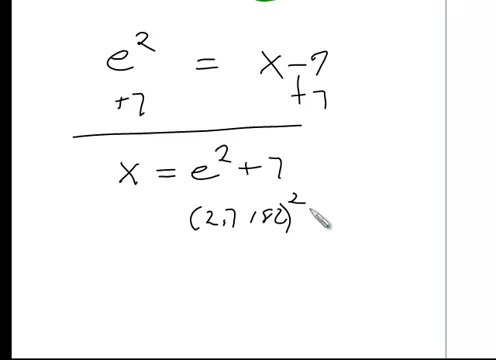 e² = x - 7
+7 +7
x = e² + 7
(2.7182)²